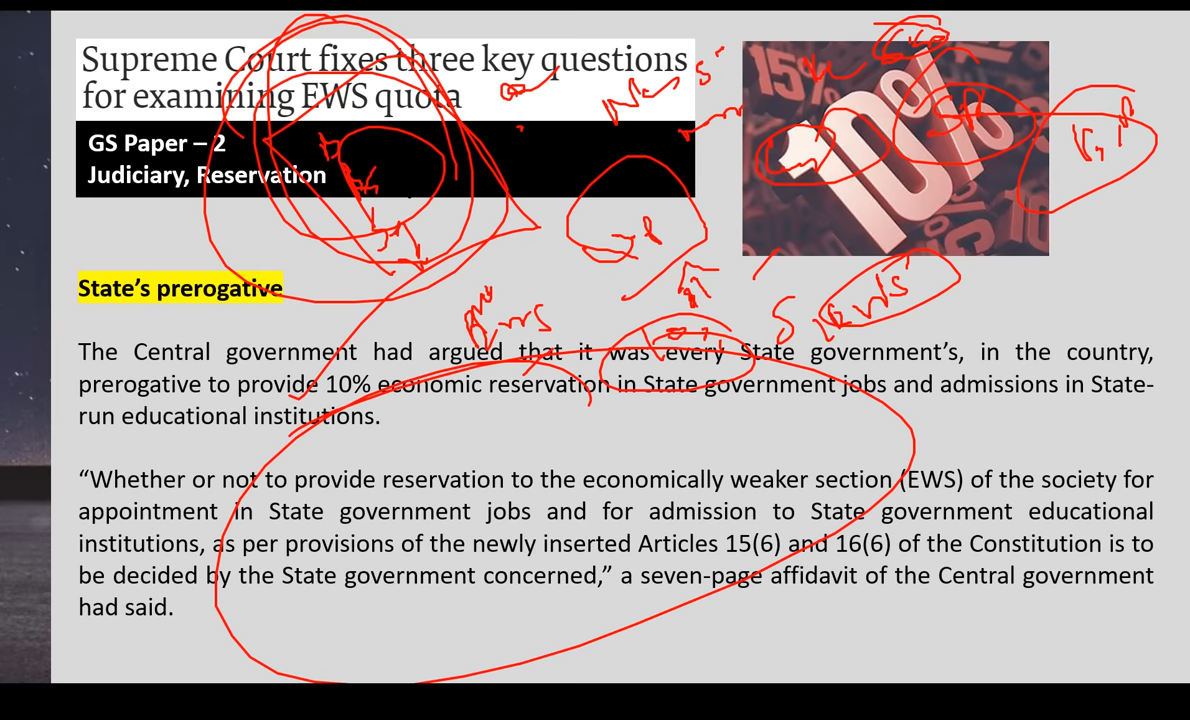 Supreme Court fixes three key questions
for examining EWS quota
GS Paper – 2
Judiciary, Reservation
15%
10%
State’s prerogative
The Central government had argued that it was every State government’s, in the country,
prerogative to provide 10% economic reservation in State government jobs and admissions in State-
run educational institutions.
“Whether or not to provide reservation to the economically weaker section (EWS) of the society for
appointment in State government jobs and for admission to State government educational
institutions, as per provisions of the newly inserted Articles 15(6) and 16(6) of the Constitution is to
be decided by the State government concerned,” a seven-page affidavit of the Central government
had said.